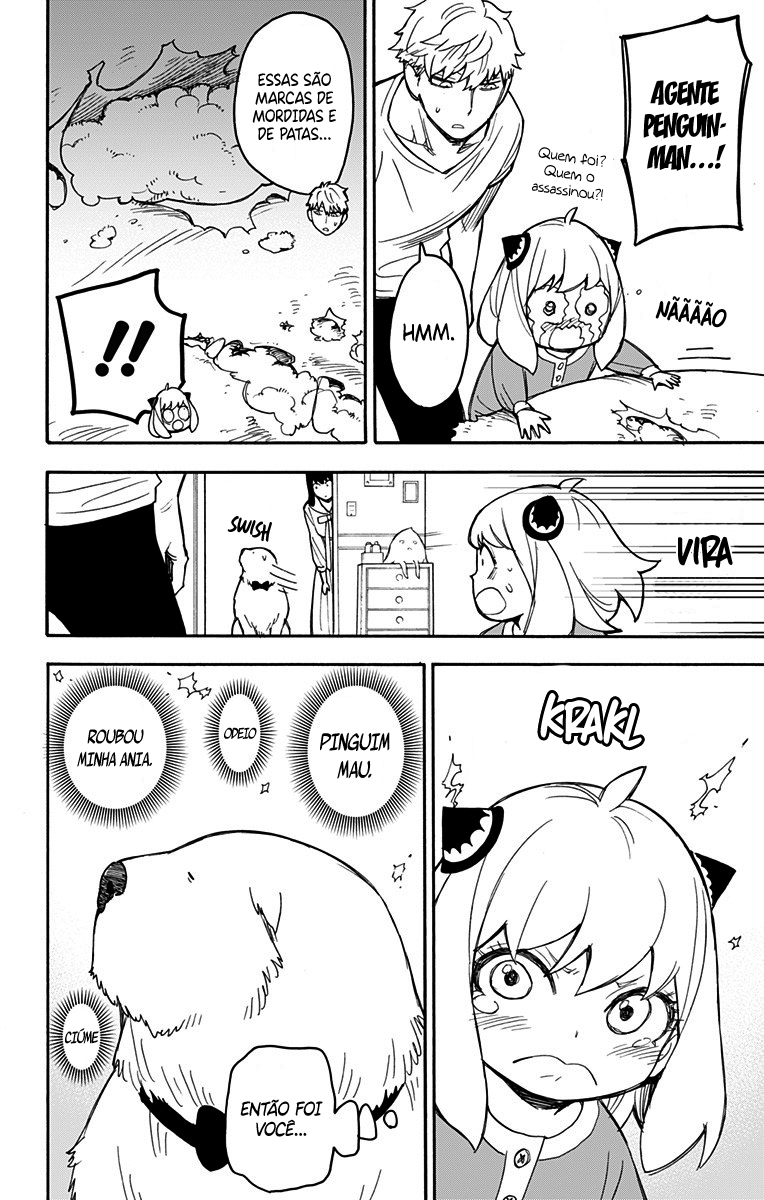 AGENTE
PENGUIN-
MAN...!
Quem foi?
Quem o
assassinou?!
NÃÃÃÃO
HMM.
ESSAS SÃO
MARCAS DE
MORDIDAS E
DE PATAS...
!!
VIRA
SWISH
KRAKL
PINGUIM
MAU.
ODEIO
ROUBOU
MINHA ANIA.
CIÚME
ENTÃO FOI
VOCÊ...